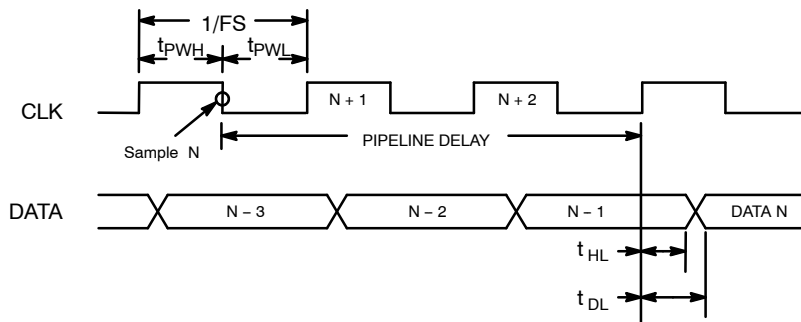 1/FS
tPWH tPWL
CLK
N + 1
N + 2
Sample N
PIPELINE DELAY
DATA
N – 3
N – 2
N – 1
DATA N
t HL
t DL